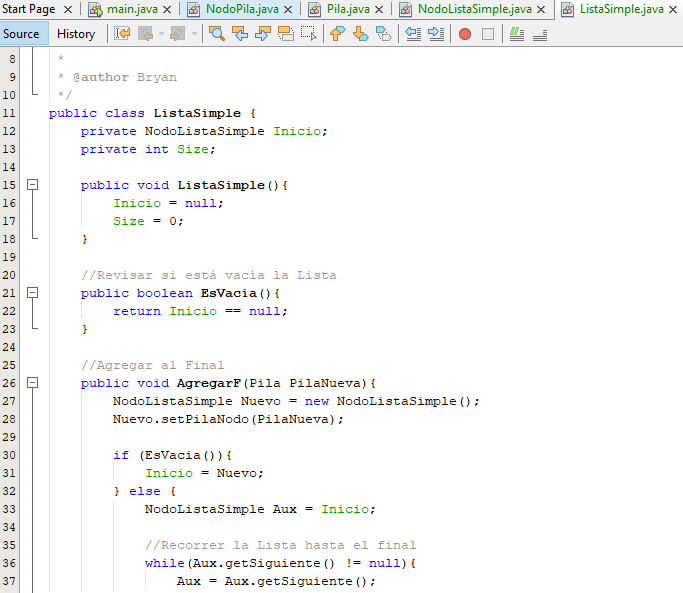 Start Page main.java NodoPila.java Pila.java NodoListaSimple.java ListaSimple.java
Source History
8 *
9 * @author Bryan
10 */
11 public class ListaSimple {
12 private NodoListaSimple Inicio;
13 private int Size;
14
15 public void ListaSimple(){
16 Inicio = null;
17 Size = 0;
18 }
19
20 //Revisar si está vacía la Lista
21 public boolean EsVacia(){
22 return Inicio == null;
23 }
24
25 //Agregar al Final
26 public void AgregarF(Pila PilaNueva){
27 NodoListaSimple Nuevo = new NodoListaSimple();
28 Nuevo.setPilaNodo(PilaNueva);
29
30 if (EsVacia()){
31 Inicio = Nuevo;
32 } else {
33 NodoListaSimple Aux = Inicio;
34
35 //Recorrer la Lista hasta el final
36 while(Aux.getSiguiente() != null){
37 Aux = Aux.getSiguiente();